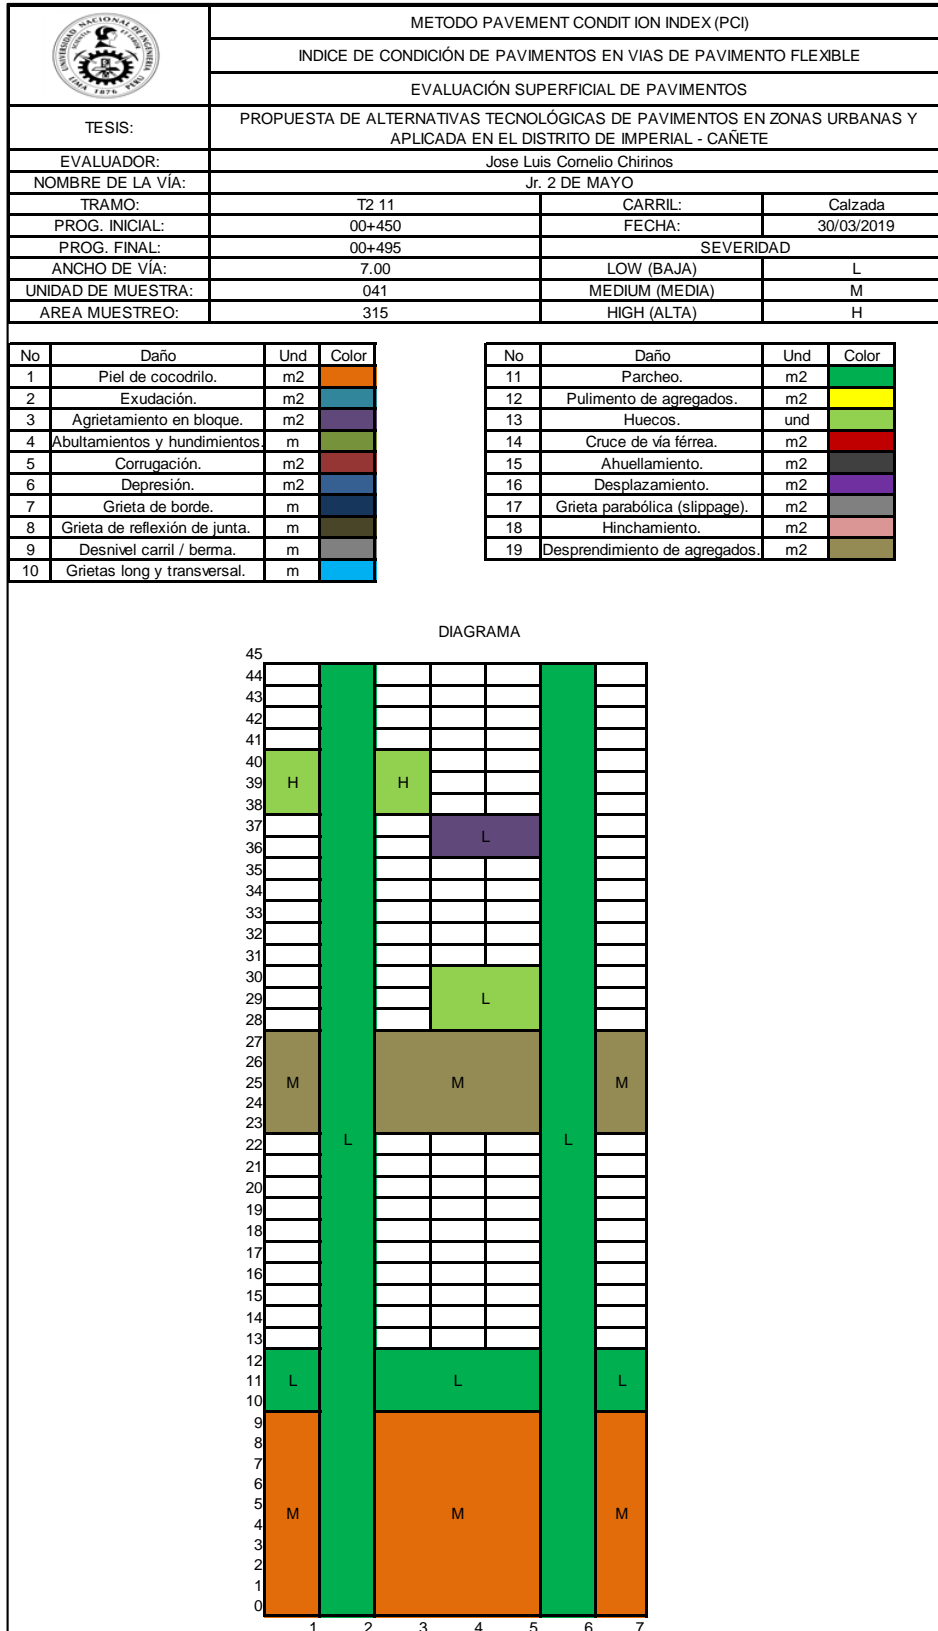 UNIVERSIDAD NACIONAL DE INGENIERIA
SCIENTIA ET LABOR
LIMA 1876 PERU
METODO PAVEMENT CONDIT ION INDEX (PCI)
INDICE DE CONDICIÓN DE PAVIMENTOS EN VIAS DE PAVIMENTO FLEXIBLE
EVALUACIÓN SUPERFICIAL DE PAVIMENTOS
TESIS: PROPUESTA DE ALTERNATIVAS TECNOLÓGICAS DE PAVIMENTOS EN ZONAS URBANAS Y
APLICADA EN EL DISTRITO DE IMPERIAL - CAÑETE
EVALUADOR: Jose Luis Cornelio Chirinos
NOMBRE DE LA VÍA: Jr. 2 DE MAYO
TRAMO: T2 11 CARRIL: Calzada
PROG. INICIAL: 00+450 FECHA: 30/03/2019
PROG. FINAL: 00+495 SEVERIDAD
ANCHO DE VÍA: 7.00 LOW (BAJA) L
UNIDAD DE MUESTRA: 041 MEDIUM (MEDIA) M
AREA MUESTREO: 315 HIGH (ALTA) H
No Daño Und Color
1 Piel de cocodrilo. m2
2 Exudación. m2
3 Agrietamiento en bloque. m2
4 Abultamientos y hundimientos. m
5 Corrugación. m2
6 Depresión. m2
7 Grieta de borde. m
8 Grieta de reflexión de junta. m
9 Desnivel carril / berma. m
10 Grietas long y transversal. m
No Daño Und Color
11 Parcheo. m2
12 Pulimento de agregados. m2
13 Huecos. und
14 Cruce de vía férrea. m2
15 Ahuellamiento. m2
16 Desplazamiento. m2
17 Grieta parabólica (slippage). m2
18 Hinchamiento. m2
19 Desprendimiento de agregados. m2
DIAGRAMA
45
44
43
42
41
40
39 H H
38
37 L
36
35
34
33
32
31
30
29 L
28
27
26
25 M M M
24
23
22 L L
21
20
19
18
17
16
15
14
13
12
11 L L L
10
9
8
7
6
5 M M M
4
3
2
1
0
1 2 3 4 5 6 7